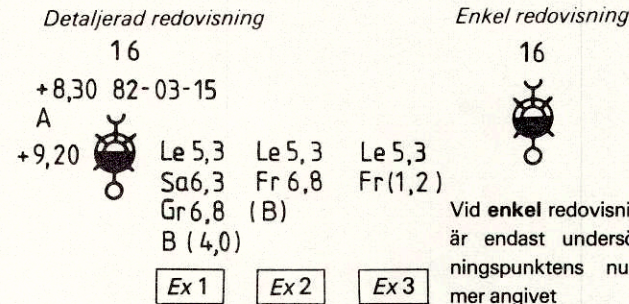 Detaljerad redovisning
16
+8,30 82-03-15
A
+9,20
Le 5,3 Le 5,3 Le 5,3
Sa6,3 Fr 6,8 Fr(1,2)
Gr 6,8 (B)
B (4,0)
Ex 1 Ex 2 Ex 3
Enkel redovisning
16
Vid enkel redovisni
är endast undersö
ningspunktens nu
mer angivet